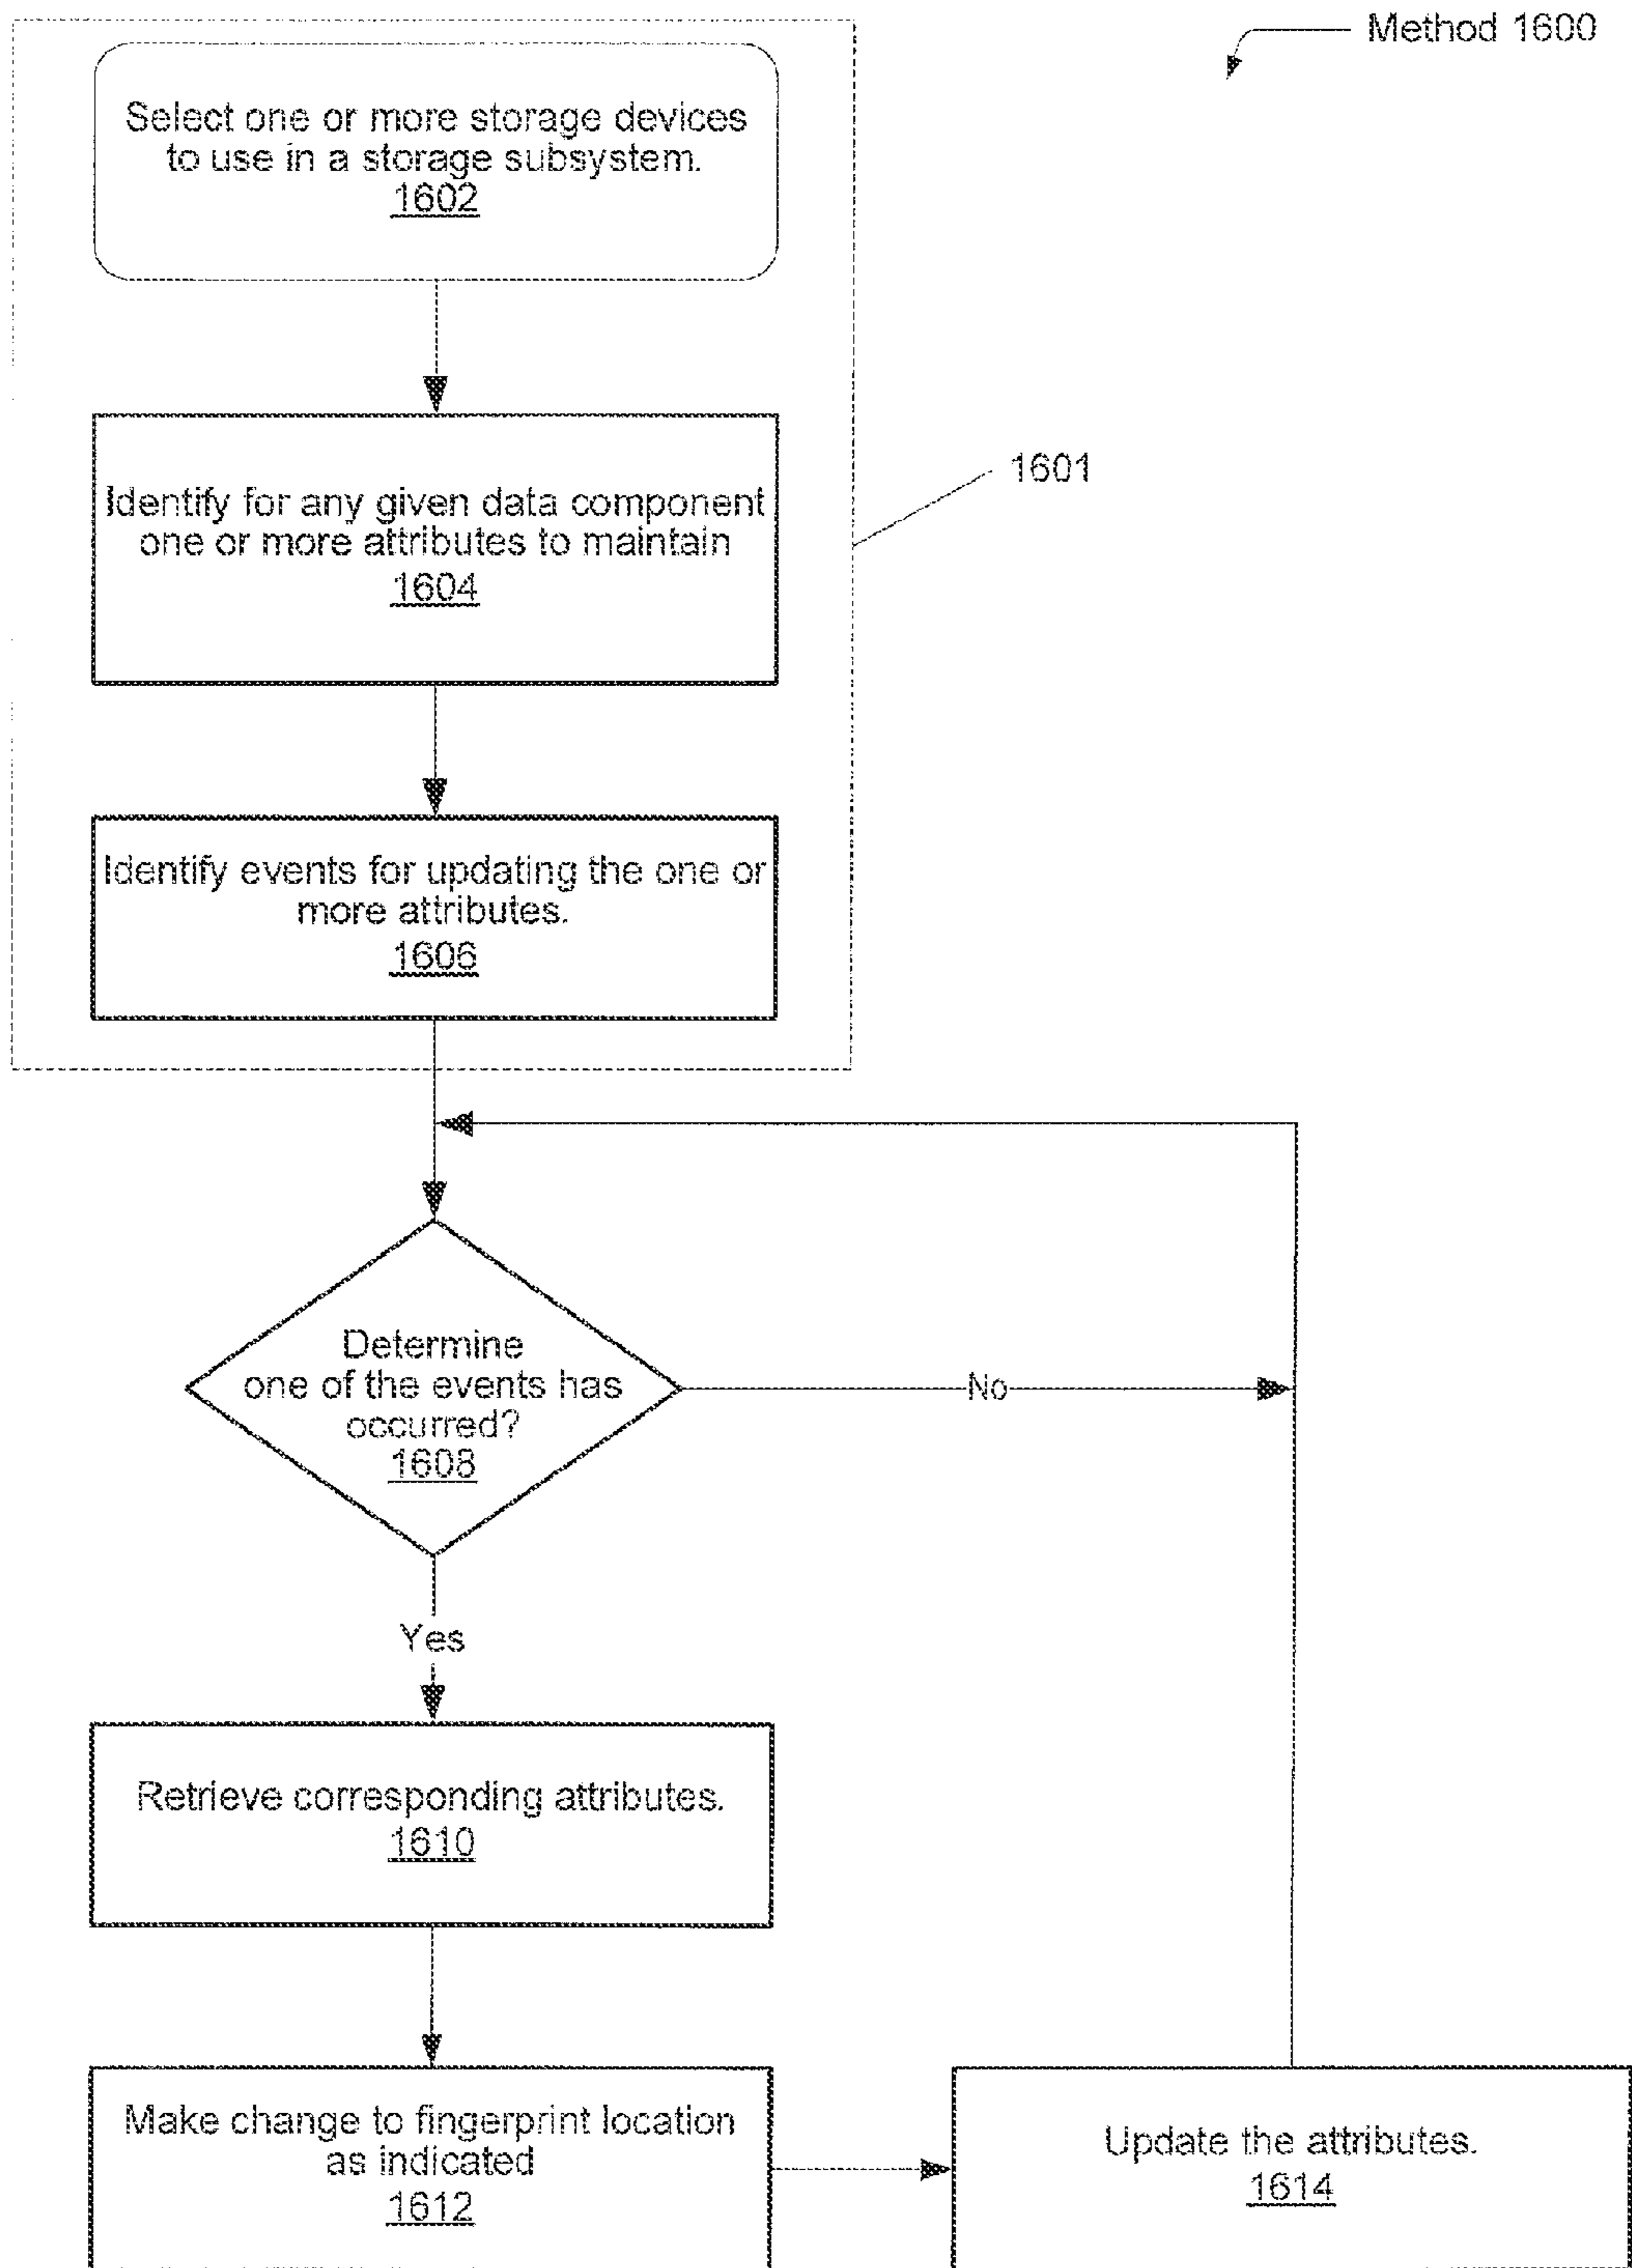 Method 1600
Select one or more storage devices
to use in a storage subsystem.
1602
1601
Identify for any given data component
one or more attributes to maintain
1604
Identify events for updating the one or
more attributes.
1606
Determine
one of the events has
occurred?
1608
No
Yes
Retrieve corresponding attributes.
1610
Make change to fingerprint location
as indicated
1612
Update the attributes.
1614